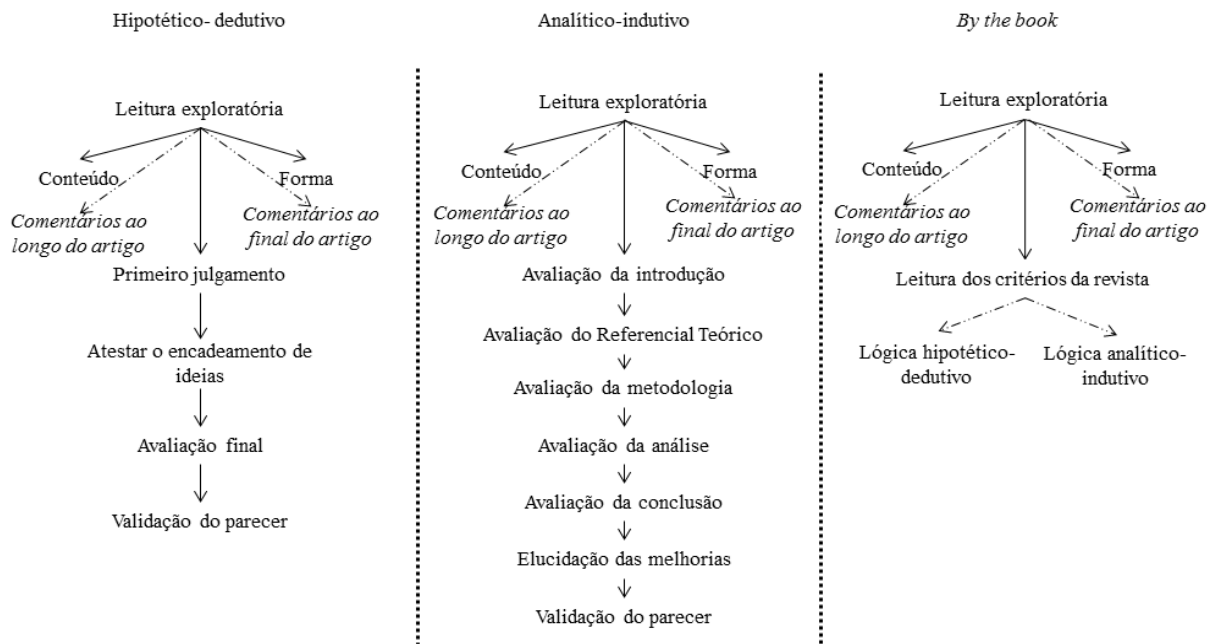 Hipotético- dedutivo
Leitura exploratória
Conteúdo
Forma
Comentários ao
longo do artigo
Comentários ao
final do artigo
Primeiro julgamento
Atestar o encadeamento de
ideias
Avaliação final
Validação do parecer
Analítico-indutivo
Leitura exploratória
Conteúdo
Forma
Comentários ao
longo do artigo
Comentários ao
final do artigo
Avaliação da introdução
Avaliação do Referencial Teórico
Avaliação da metodologia
Avaliação da análise
Avaliação da conclusão
Elucidação das melhorias
Validação do parecer
By the book
Leitura exploratória
Conteúdo
Forma
Comentários ao
longo do artigo
Comentários ao
final do artigo
Leitura dos critérios da revista
Lógica hipotético-
dedutivo
Lógica analítico-
indutivo